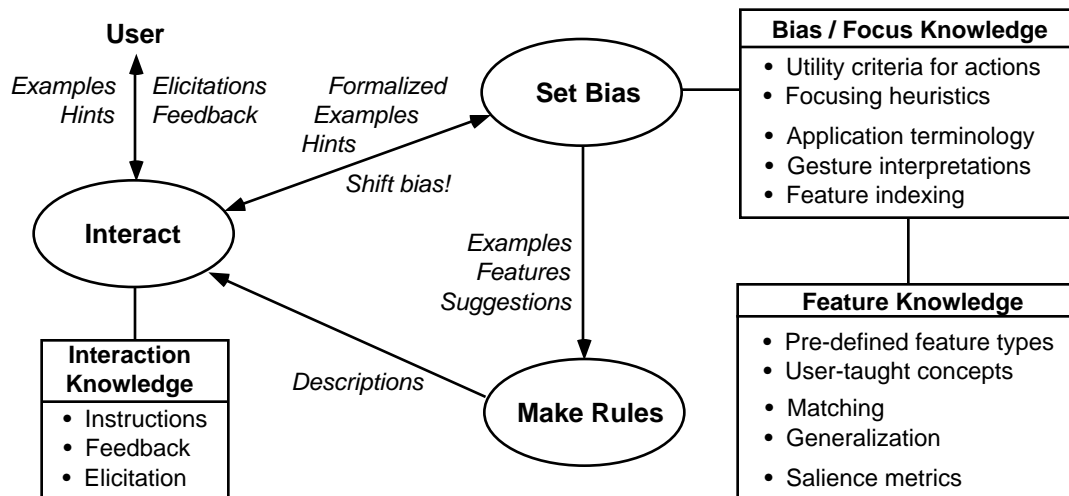 User
Examples
Hints
Elicitations
Feedback
Formalized
Examples
Hints
Shift bias!
Set Bias
Interact
Examples
Features
Suggestions
Descriptions
Make Rules
Interaction
Knowledge
• Instructions
• Feedback
• Elicitation
Bias / Focus Knowledge
• Utility criteria for actions
• Focusing heuristics
• Application terminology
• Gesture interpretations
• Feature indexing
Feature Knowledge
• Pre-defined feature types
• User-taught concepts
• Matching
• Generalization
• Salience metrics